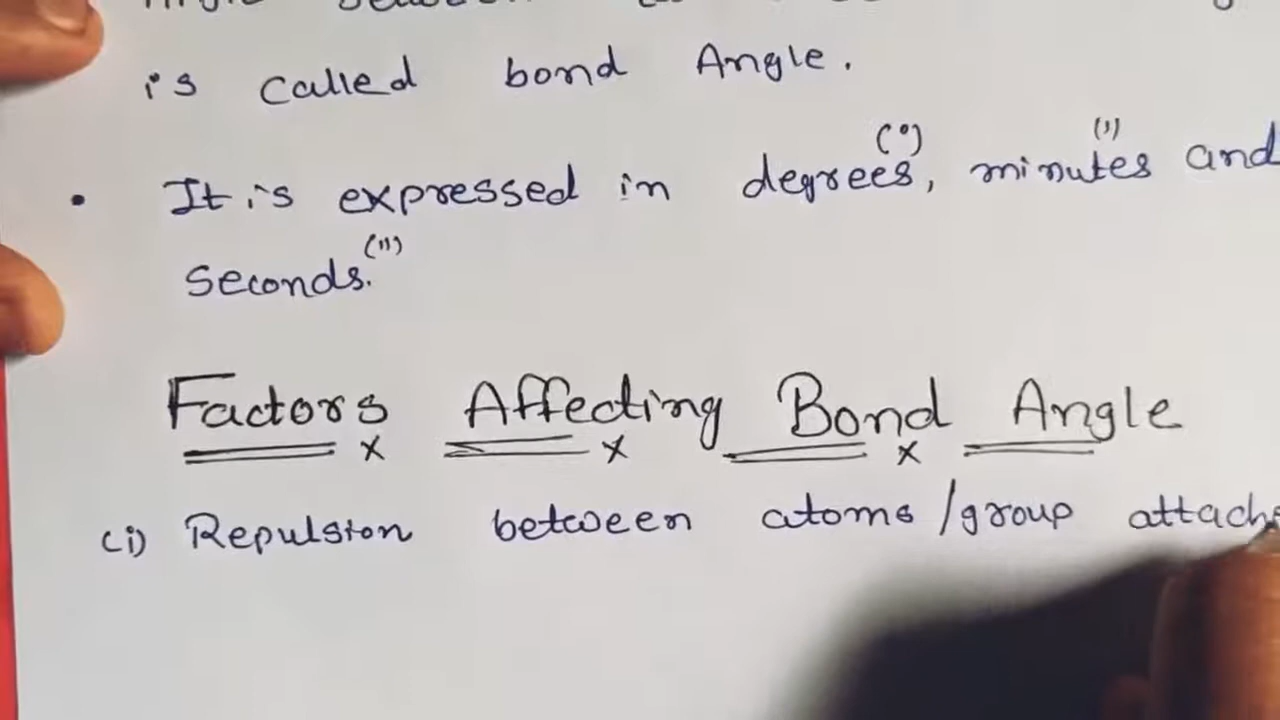 is called bond Angle.
(°) (')
• It is expressed in degrees, minutes and
('')
seconds.
Factors Affecting Bond Angle
x x x
(i) Repulsion between atoms/group